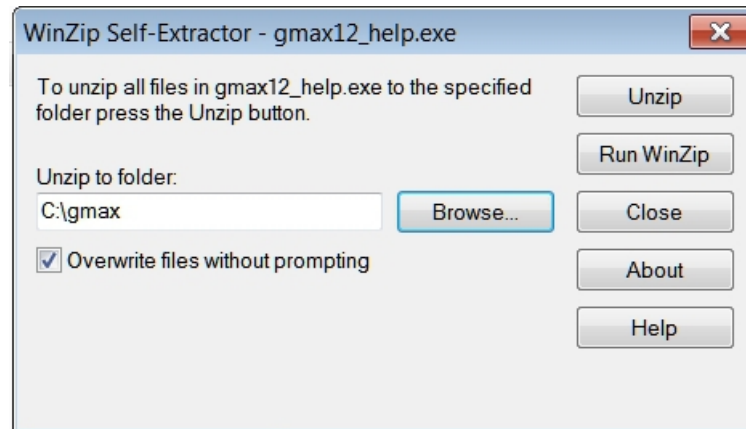 WinZip Self-Extractor - gmax12_help.exe
To unzip all files in gmax12_help.exe to the specified
folder press the Unzip button.
Unzip to folder:
C:\gmax
Browse...
Overwrite files without prompting
Unzip
Run WinZip
Close
About
Help